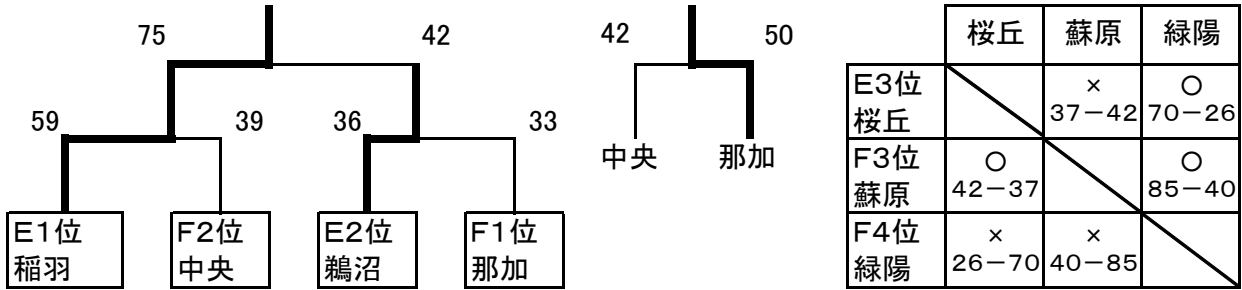 75
42
59
39
36
33
E1位
稲羽
F2位
中央
E2位
鵜沼
F1位
那加
42
50
中央
那加
桜丘 蘇原 緑陽
E3位
桜丘
×
37－42
○
70－26
F3位
蘇原
○
42－37
○
85－40
F4位
緑陽
×
26－70
×
40－85